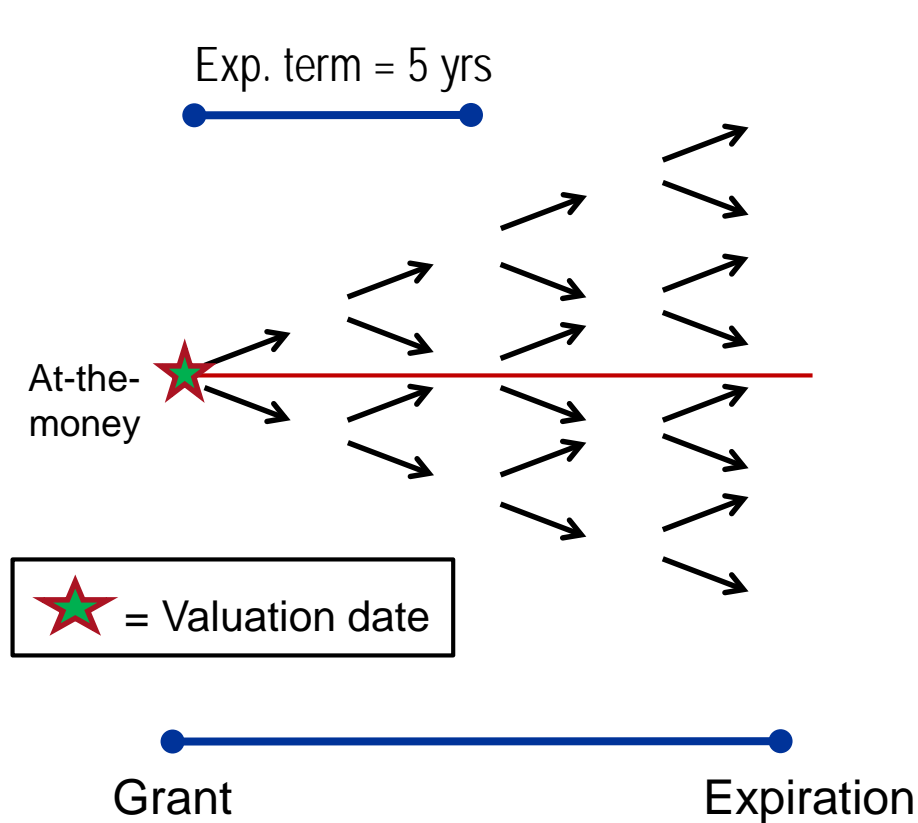 Exp. term = 5 yrs
At-the-
money
= Valuation date
Grant
Expiration